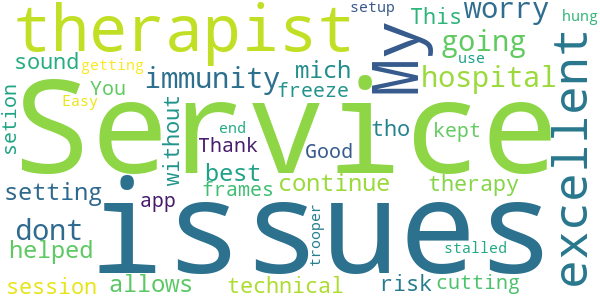 therapist
My
This
worry
setup
hung
sound
getting
going
excellent
immunity
mich
hospital
You
freeze
use
Easy
Service
setion
without
end
tho
kept
Thank
Good
best
setting
app
frames
continue
therapy
issues
dont
trooper
helped
stalled
session
allows
technical
risk
cutting